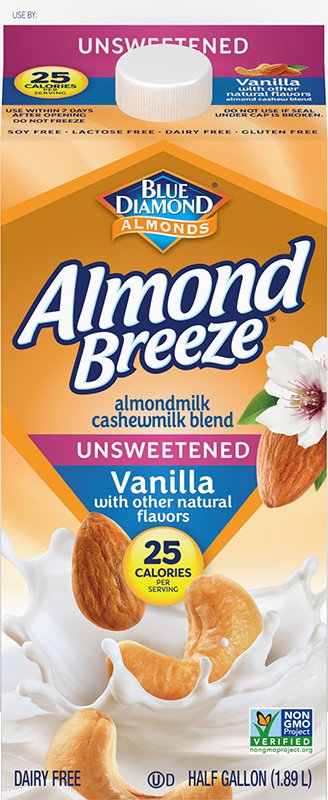 USE BY:
UNSWEETENED
25
CALORIES
PER
SERVING
Vanilla
with other
natural flavors
almond cashew blend
USE WITHIN 7 DAYS
AFTER OPENING
DO NOT FREEZE
DO NOT USE IF SEAL
UNDER CAP IS BROKEN.
SOY FREE · LACTOSE FREE · DAIRY FREE · GLUTEN FREE
BLUE
DIAMOND®
ALMONDS
Almond
Breeze®
almondmilk
cashewmilk blend
UNSWEETENED
Vanilla
with other natural
flavors
25
CALORIES
PER
SERVING
NON
GMO
Project
VERIFIED
nongmoproject.org
DAIRY FREE
UD
HALF GALLON (1.89 L)